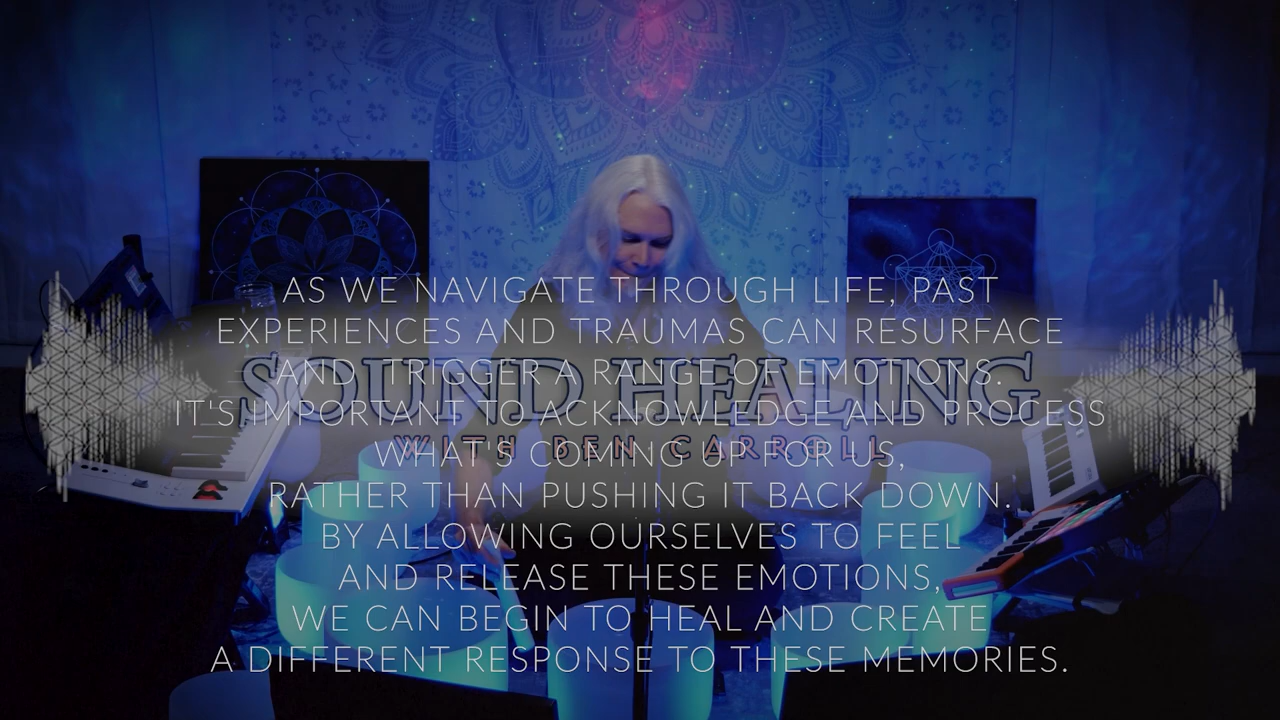 AS WE NAVIGATE THROUGH LIFE, PAST
EXPERIENCES AND TRAUMAS CAN RESURFACE
AND TRIGGER A RANGE OF EMOTIONS.
SOUND HEALING
IT'S IMPORTANT TO ACKNOWLEDGE AND PROCESS
WITH BEN CARROLL
WHAT'S COMING UP FOR US,
RATHER THAN PUSHING IT BACK DOWN.
BY ALLOWING OURSELVES TO FEEL
AND RELEASE THESE EMOTIONS,
WE CAN BEGIN TO HEAL AND CREATE
A DIFFERENT RESPONSE TO THESE MEMORIES.